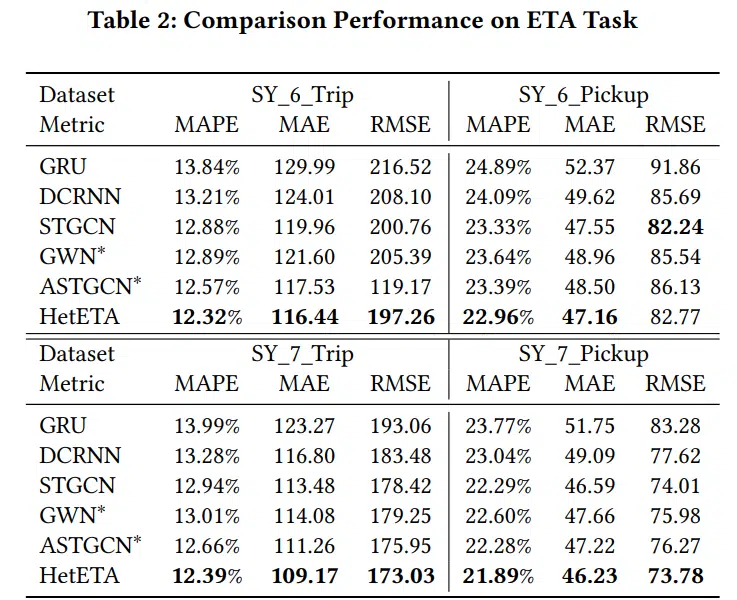 Table 2: Comparison Performance on ETA Task
Dataset SY_6_Trip SY_6_Pickup
Metric MAPE MAE RMSE MAPE MAE RMSE
GRU 13.84% 129.99 216.52 24.89% 52.37 91.86
DCRNN 13.21% 124.01 208.10 24.09% 49.62 85.69
STGCN 12.88% 119.96 200.76 23.33% 47.55 82.24
GWN* 12.89% 121.60 205.39 23.64% 48.96 85.54
ASTGCN* 12.57% 117.53 119.17 23.39% 48.50 86.13
HetETA 12.32% 116.44 197.26 22.96% 47.16 82.77
Dataset SY_7_Trip SY_7_Pickup
Metric MAPE MAE RMSE MAPE MAE RMSE
GRU 13.99% 123.27 193.06 23.77% 51.75 83.28
DCRNN 13.28% 116.80 183.48 23.04% 49.09 77.62
STGCN 12.94% 113.48 178.42 22.29% 46.59 74.01
GWN* 13.01% 114.08 179.25 22.60% 47.66 75.98
ASTGCN* 12.66% 111.26 175.95 22.28% 47.22 76.27
HetETA 12.39% 109.17 173.03 21.89% 46.23 73.78